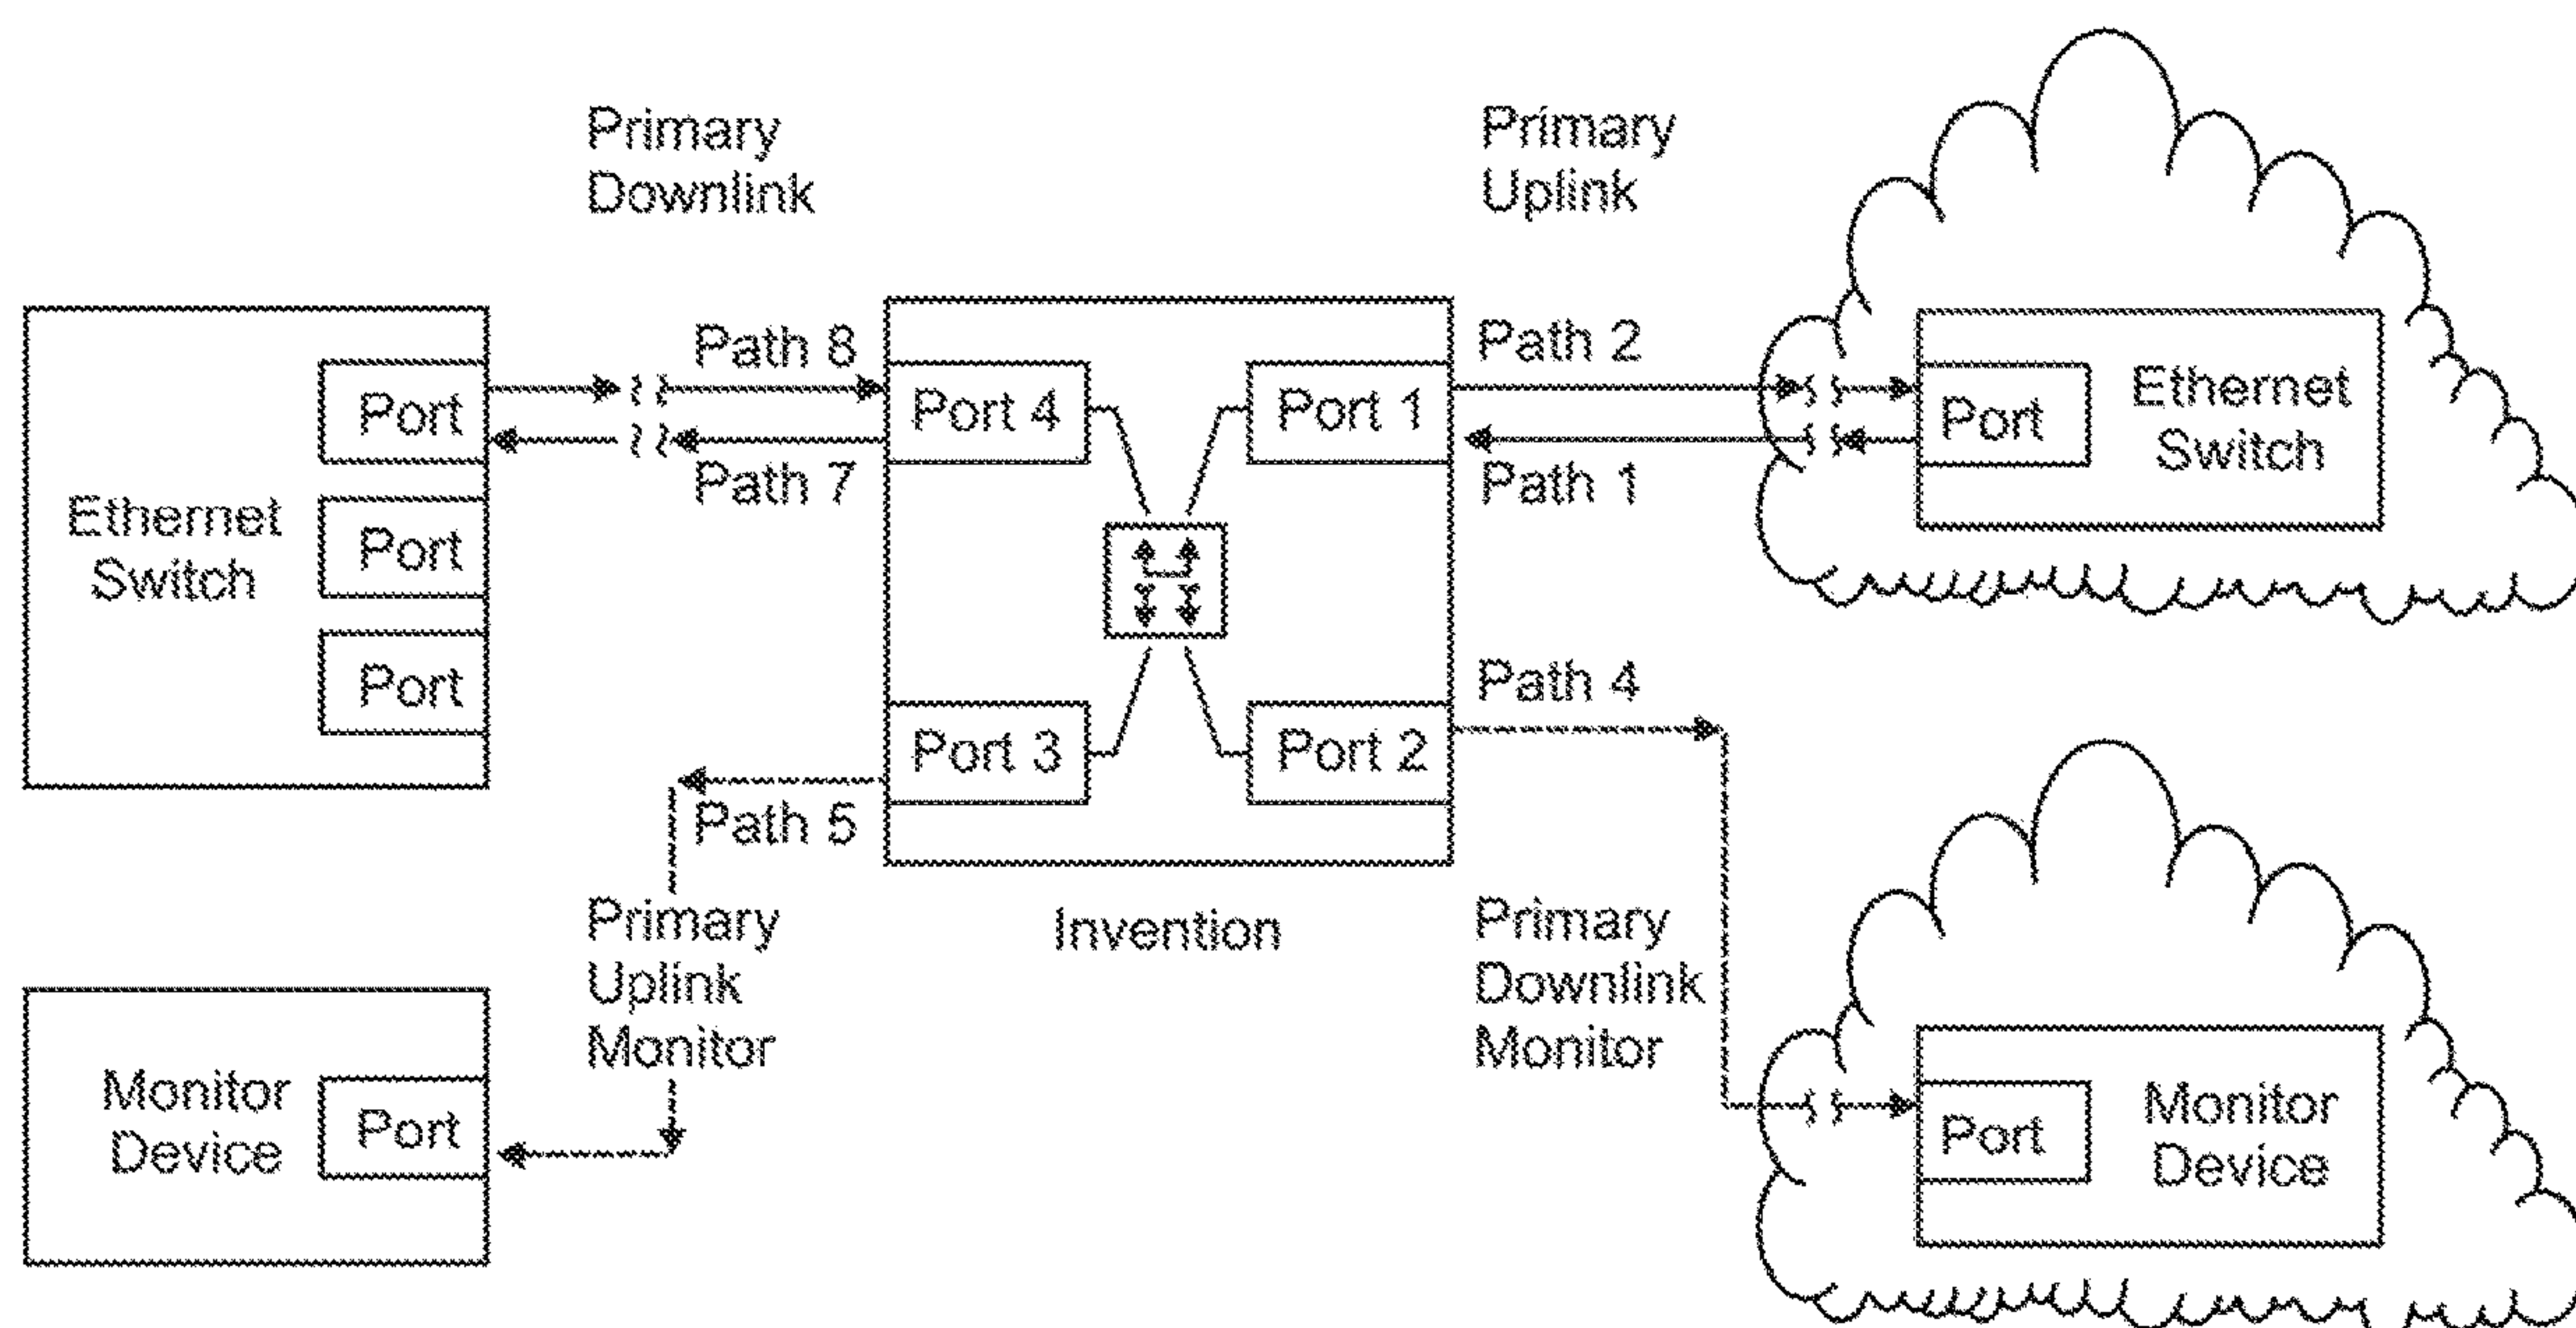 Primary
Downlink
Primary
Uplink
Path 8
Path 2
Port
Port 4
Port 1
Port
Ethernet
Switch
Path 7
Path 1
Ethernet
Switch
Port
Port
Path 4
Port 3
Port 2
Path 5
Primary
Uplink
Monitor
Invention
Primary
Downlink
Monitor
Monitor
Device
Port
Port
Monitor
Device